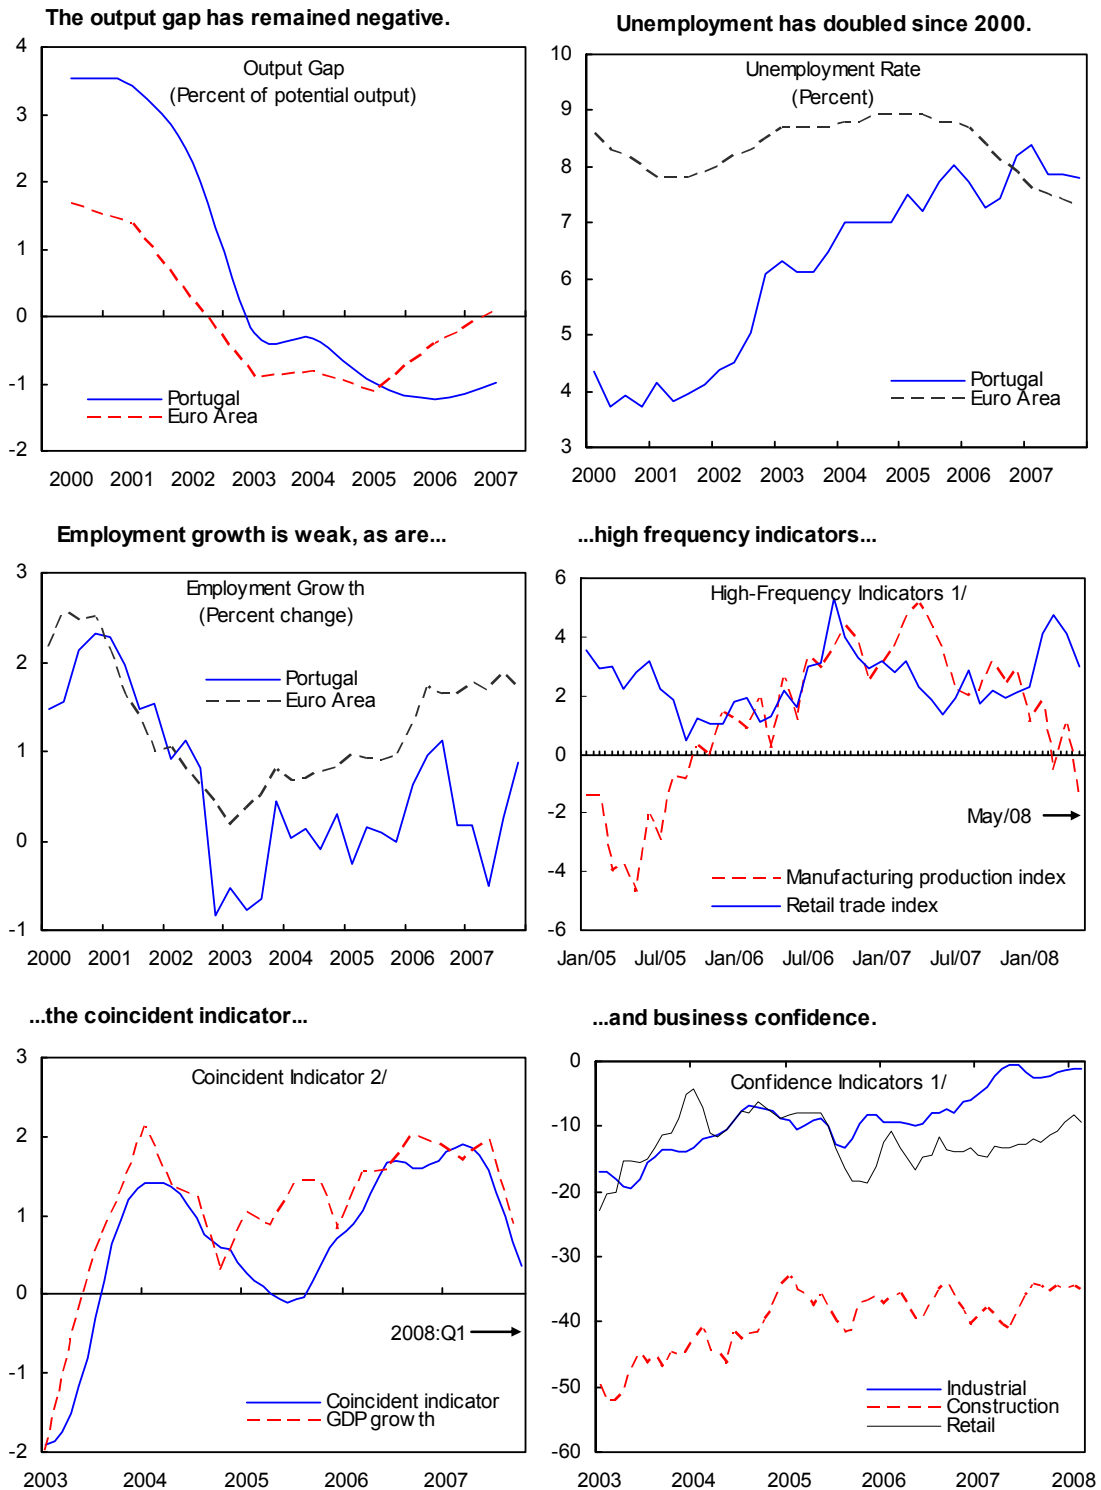 The output gap has remained negative.
Output Gap
(Percent of potential output)
4
3
2
1
0
-1
-2
Portugal
Euro Area
2000 2001 2002 2003 2004 2005 2006 2007
Unemployment has doubled since 2000.
Unemployment Rate
(Percent)
10
9
8
7
6
5
4
3
Portugal
Euro Area
2000 2001 2002 2003 2004 2005 2006 2007
Employment growth is weak, as are...
Employment Growth
(Percent change)
3
2
1
0
-1
Portugal
Euro Area
2000 2001 2002 2003 2004 2005 2006 2007
...high frequency indicators...
High-Frequency Indicators 1/
6
4
2
0
-2
-4
-6
May/08
Manufacturing production index
Retail trade index
Jan/05 Jul/05 Jan/06 Jul/06 Jan/07 Jul/07 Jan/08
...the coincident indicator...
Coincident Indicator 2/
3
2
1
0
-1
-2
2008:Q1
Coincident indicator
GDP growth
2003 2004 2005 2006 2007
...and business confidence.
Confidence Indicators 1/
0
-10
-20
-30
-40
-50
-60
Industrial
Construction
Retail
2003 2004 2005 2006 2007 2008